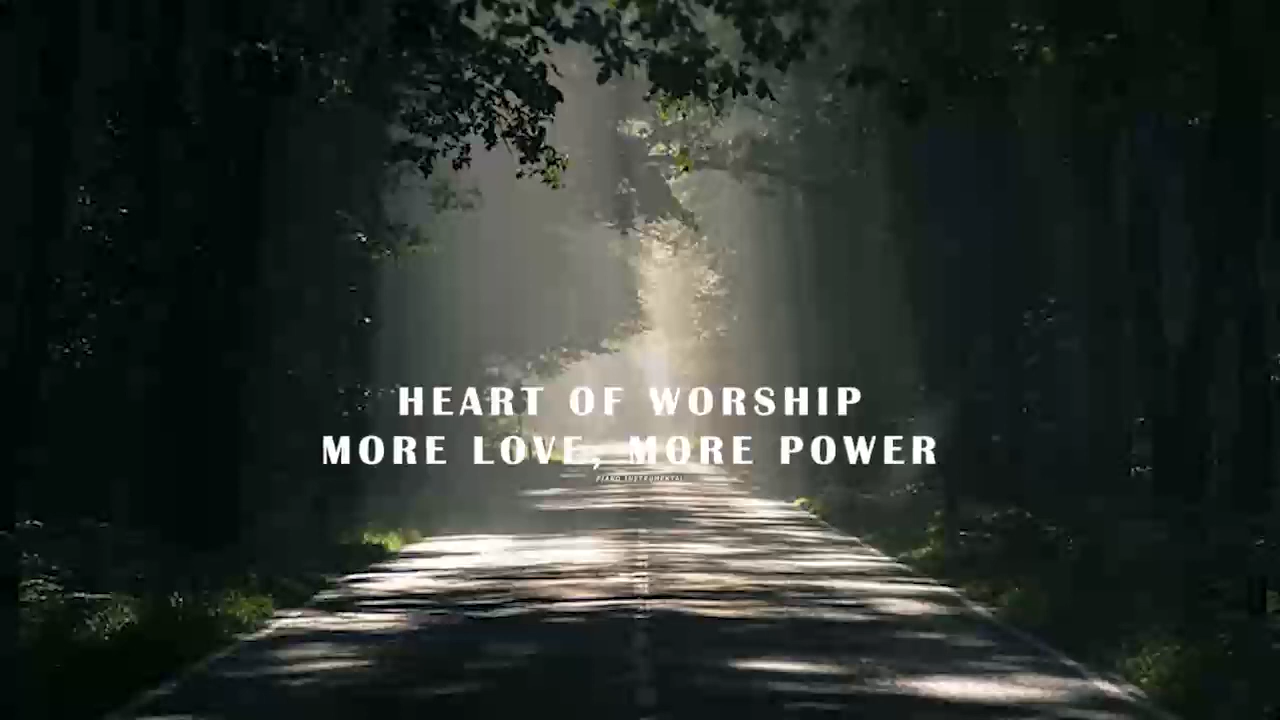 HEART OF WORSHIP
MORE LOVE, MORE POWER
PIANO INSTRUMENTAL